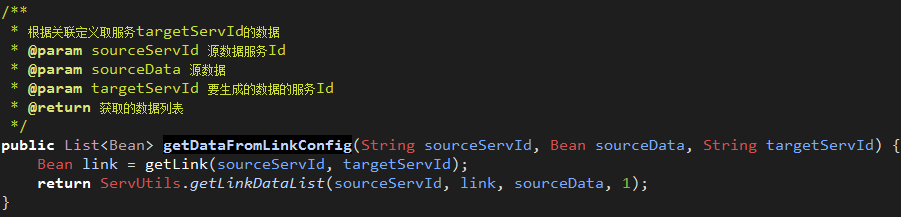 /**
 * 根据关联定义取服务targetServId的数据
 * @param sourceServId 源数据服务Id
 * @param sourceData 源数据
 * @param targetServId 要生成的数据的服务Id
 * @return 获取的数据列表
 */
public List<Bean> getDataFromLinkConfig(String sourceServId, Bean sourceData, String targetServId) {
    Bean link = getLink(sourceServId, targetServId);
    return ServUtils.getLinkDataList(sourceServId, link, sourceData, 1);
}